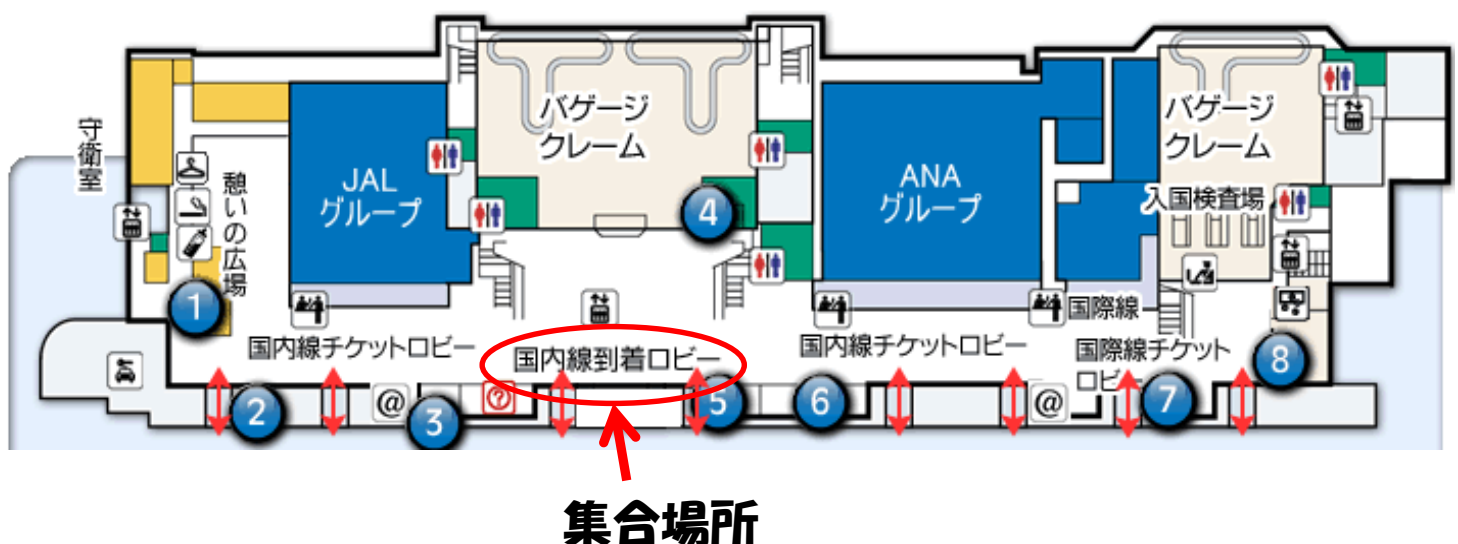 守衛室
憩いの広場
JAL
グループ
バゲージ
クレーム
ANA
グループ
バゲージ
クレーム
入国検査場
国際線
国内線チケットロビー
国内線到着ロビー
国内線チケットロビー
国際線チケット
ロビー
1
2
3
4
5
6
7
8
@
?
@
集合場所